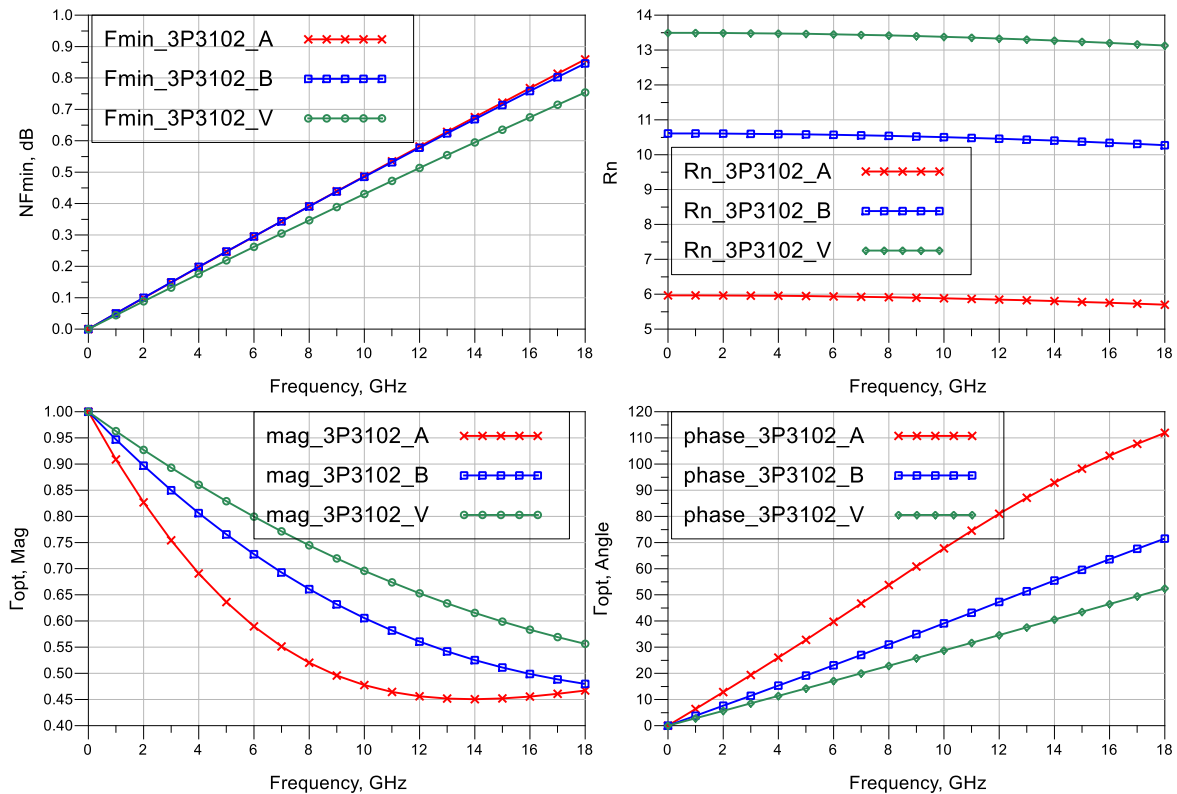 Fmin_3P3102_A
Fmin_3P3102_B
Fmin_3P3102_V
NFmin, dB
1.0
0.9
0.8
0.7
0.6
0.5
0.4
0.3
0.2
0.1
0.0
0 2 4 6 8 10 12 14 16 18
Frequency, GHz
Rn_3P3102_A
Rn_3P3102_B
Rn_3P3102_V
Rn
14
13
12
11
10
9
8
7
6
5
0 2 4 6 8 10 12 14 16 18
Frequency, GHz
mag_3P3102_A
mag_3P3102_B
mag_3P3102_V
Γopt, Mag
1.00
0.95
0.90
0.85
0.80
0.75
0.70
0.65
0.60
0.55
0.50
0.45
0.40
0 2 4 6 8 10 12 14 16 18
Frequency, GHz
phase_3P3102_A
phase_3P3102_B
phase_3P3102_V
Γopt, Angle
120
110
100
90
80
70
60
50
40
30
20
10
0
0 2 4 6 8 10 12 14 16 18
Frequency, GHz